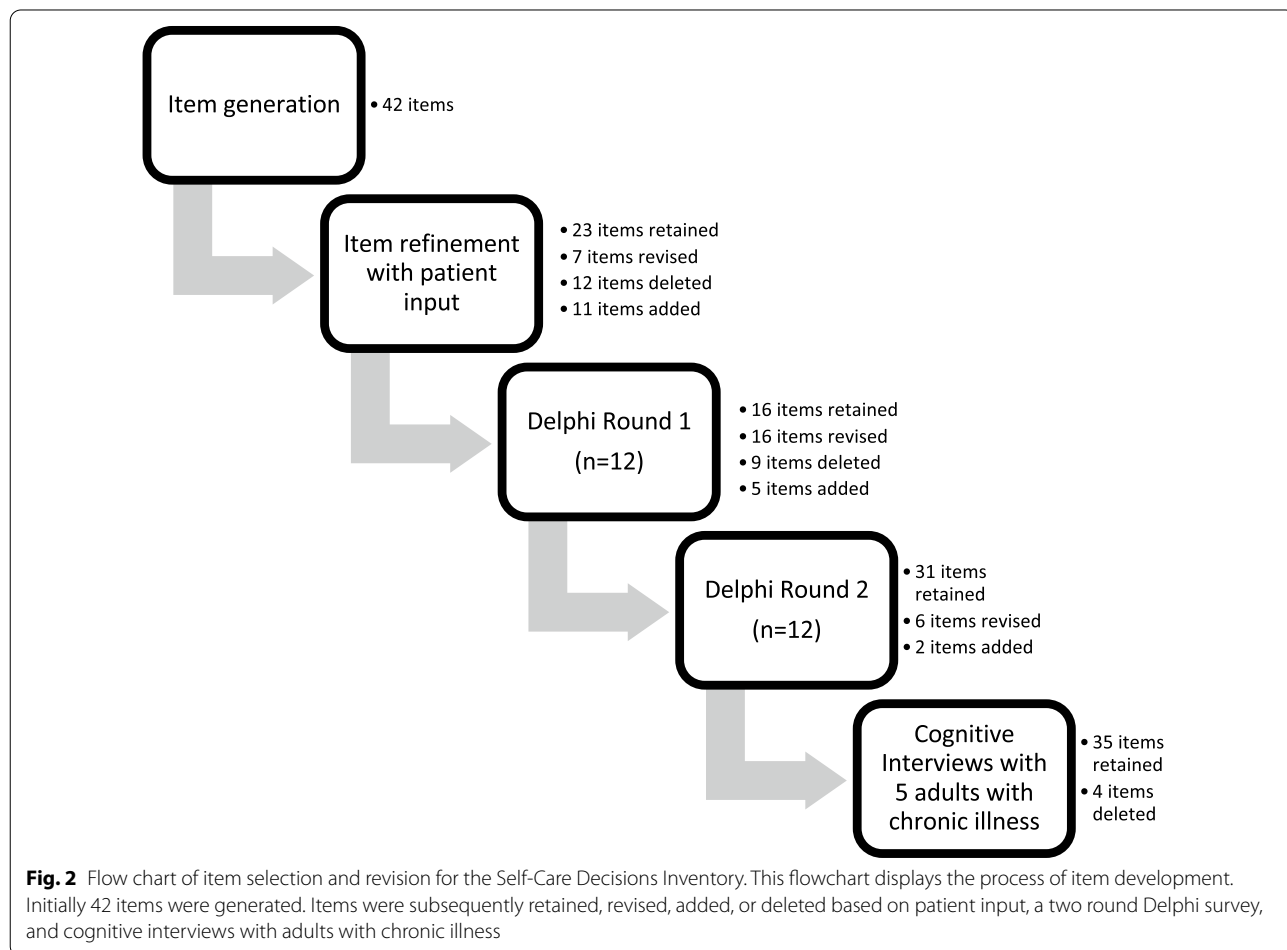 Item generation
• 42 items
Item refinement
with patient
input
• 23 items retained
• 7 items revised
• 12 items deleted
• 11 items added
Delphi Round 1
(n=12)
• 16 items retained
• 16 items revised
• 9 items deleted
• 5 items added
Delphi Round 2
(n=12)
• 31 items
retained
• 6 items revised
• 2 items added
Cognitive
Interviews with
5 adults with
chronic illness
• 35 items
retained
• 4 items
deleted
Fig. 2 Flow chart of item selection and revision for the Self-Care Decisions Inventory. This flowchart displays the process of item development.
Initially 42 items were generated. Items were subsequently retained, revised, added, or deleted based on patient input, a two round Delphi survey,
and cognitive interviews with adults with chronic illness